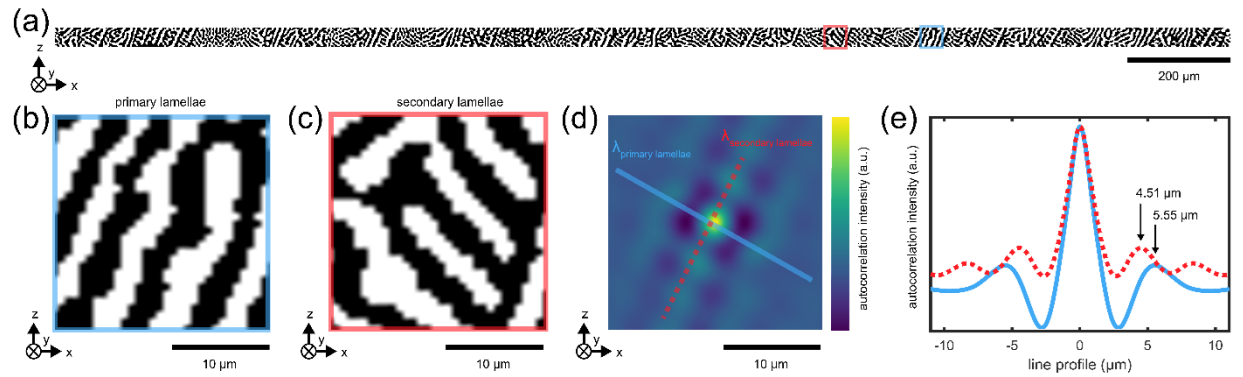 (a)
z
y
x
200 µm
primary lamellae
secondary lamellae
(b)
(c)
(d)
(e)
λprimary lamellae
λsecondary lamellae
autocorrelation intensity (a.u.)
autocorrelation intensity (a.u.)
4.51 µm
5.55 µm
z
y
x
10 µm
z
y
x
10 µm
z
y
x
10 µm
-10
-5
0
5
10
line profile (µm)